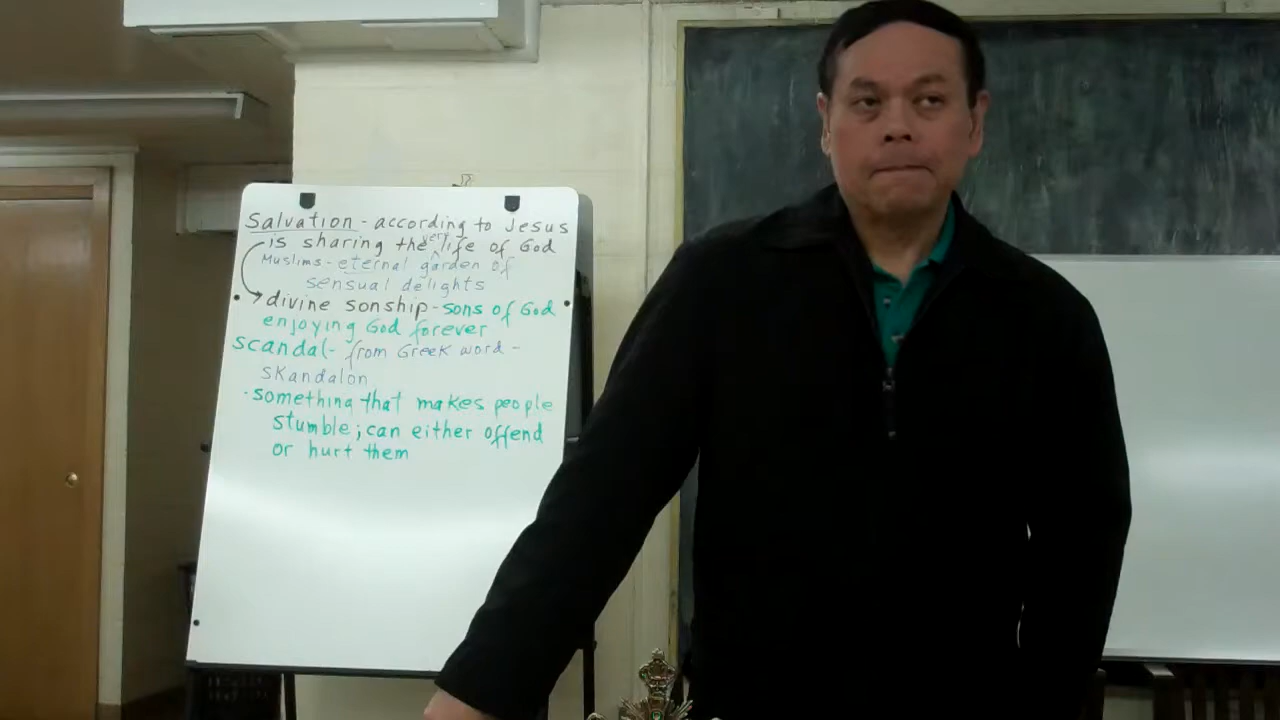 Salvation - according to Jesus
is sharing the very life of God
Muslims - eternal garden of
sensual delights
divine sonship - sons of God
enjoying God forever
scandal - from Greek word -
skandalon
· something that makes people
stumble; can either offend
or hurt them